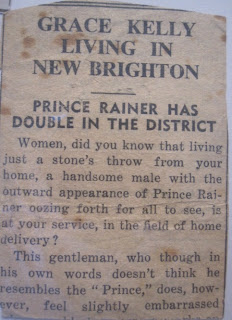 GRACE KELLY
LIVING IN
NEW BRIGHTON
PRINCE RAINER HAS
DOUBLE IN THE DISTRICT
Women, did you know that living
just a stone's throw from your
home, a handsome male with the
outward appearance of Prince Rai-
nier oozing forth for all to see, is
at your service, in the field of home
delivery?
This gentleman, who though in
his own words doesn't think he
resembles the "Prince," does, how-
ever, feel slightly embarrassed